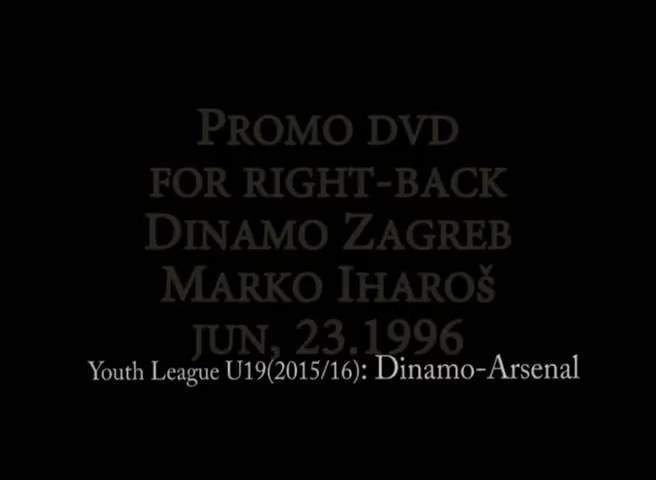 PROMO DVD
FOR RIGHT-BACK
DINAMO ZAGREB
MARKO IHAROŠ
JUN, 23.1996
Youth League U19(2015/16): Dinamo-Arsenal